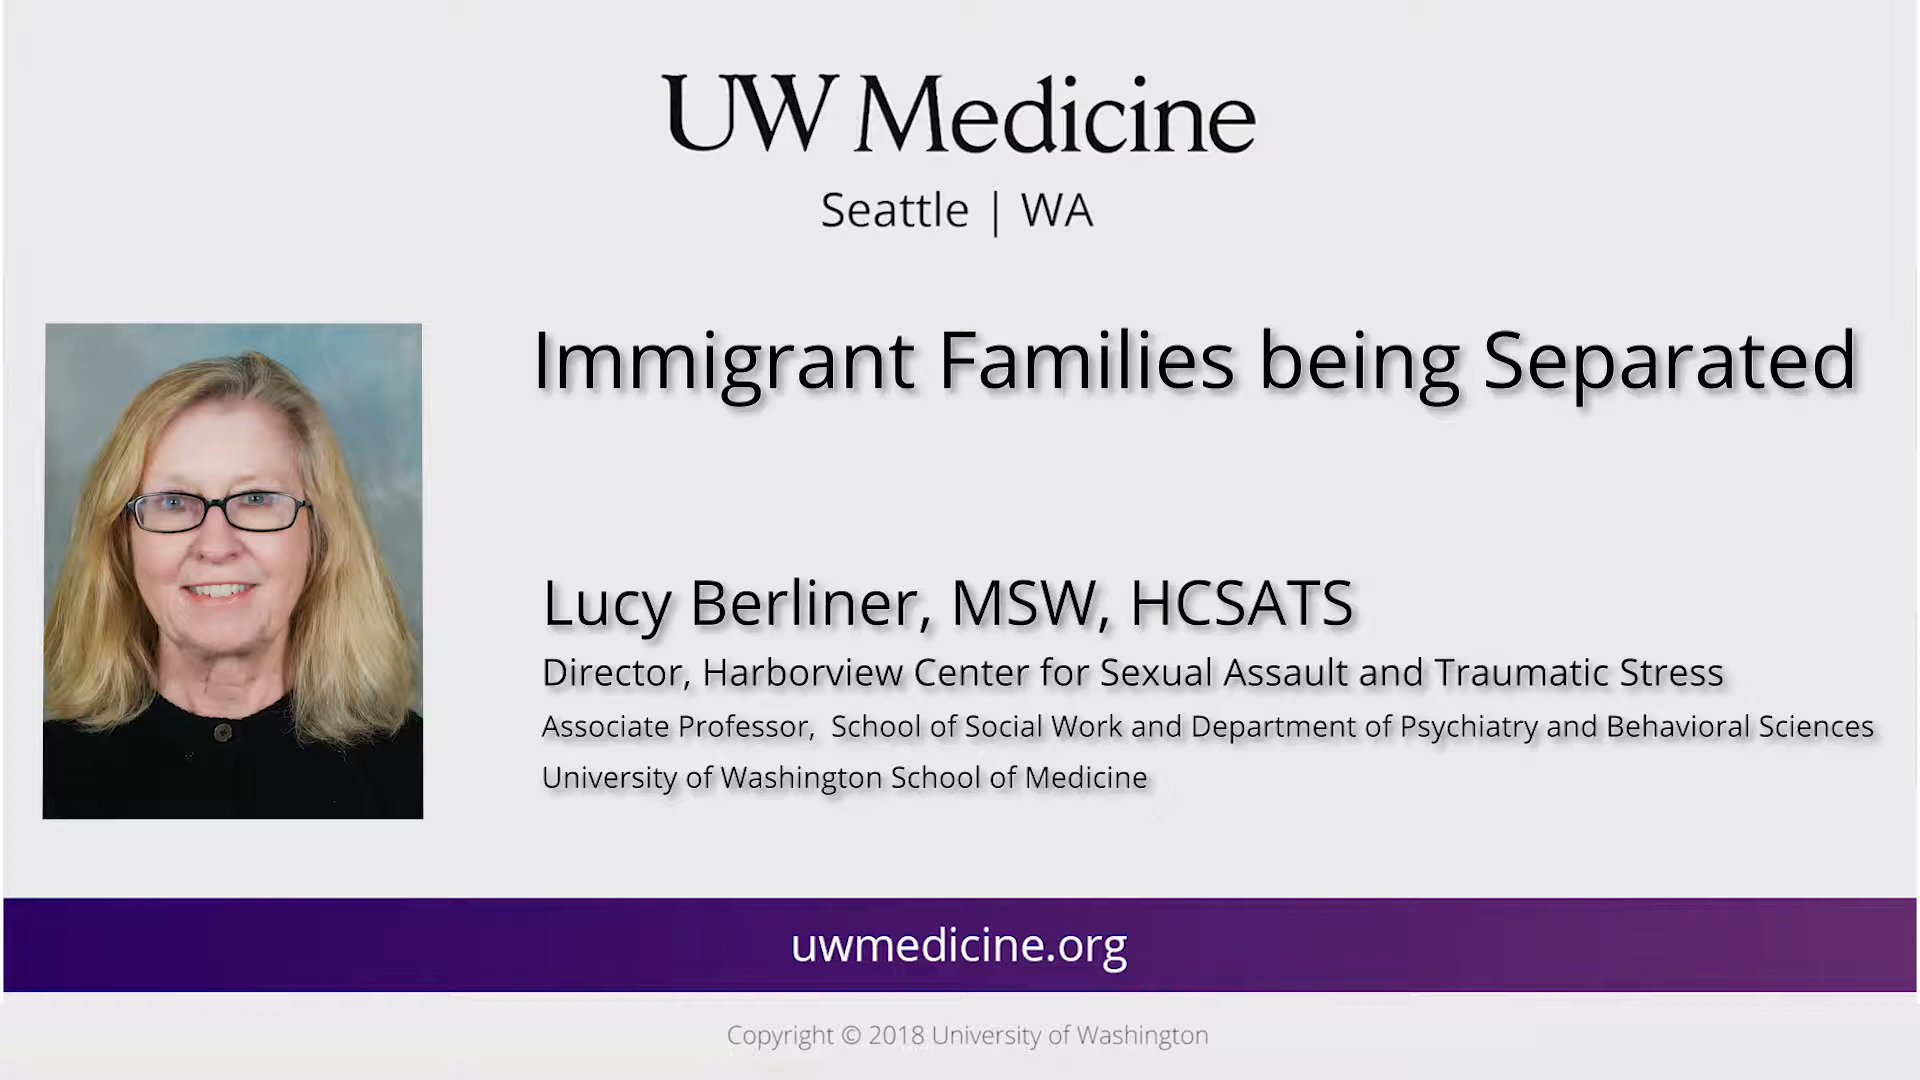 UW Medicine
Seattle | WA
Immigrant Families being Separated
Lucy Berliner, MSW, HCSATS
Director, Harborview Center for Sexual Assault and Traumatic Stress
Associate Professor, School of Social Work and Department of Psychiatry and Behavioral Sciences
University of Washington School of Medicine
uwmedicine.org
Copyright © 2018 University of Washington